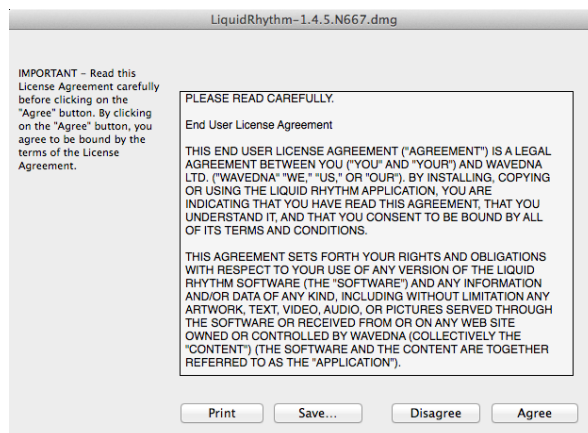 LiquidRhythm-1.4.5.N667.dmg
IMPORTANT - Read this
License Agreement carefully
before clicking on the
"Agree" button. By clicking
on the "Agree" button, you
agree to be bound by the
terms of the License
Agreement.
PLEASE READ CAREFULLY.
End User License Agreement
THIS END USER LICENSE AGREEMENT ("AGREEMENT") IS A LEGAL
AGREEMENT BETWEEN YOU ("YOU" AND "YOUR") AND WAVEDNA
LTD. ("WAVEDNA" "WE," "US," OR "OUR"). BY INSTALLING, COPYING
OR USING THE LIQUID RHYTHM APPLICATION, YOU ARE
INDICATING THAT YOU HAVE READ THIS AGREEMENT, THAT YOU
UNDERSTAND IT, AND THAT YOU CONSENT TO BE BOUND BY ALL
OF ITS TERMS AND CONDITIONS.
THIS AGREEMENT SETS FORTH YOUR RIGHTS AND OBLIGATIONS
WITH RESPECT TO YOUR USE OF ANY VERSION OF THE LIQUID
RHYTHM SOFTWARE (THE "SOFTWARE") AND ANY INFORMATION
AND/OR DATA OF ANY KIND, INCLUDING WITHOUT LIMITATION ANY
ARTWORK, TEXT, VIDEO, AUDIO, OR PICTURES SERVED THROUGH
THE SOFTWARE OR RECEIVED FROM OR ON ANY WEB SITE
OWNED OR CONTROLLED BY WAVEDNA (COLLECTIVELY THE
"CONTENT") (THE SOFTWARE AND THE CONTENT ARE TOGETHER
REFERRED TO AS THE "APPLICATION").
Print Save... Disagree Agree